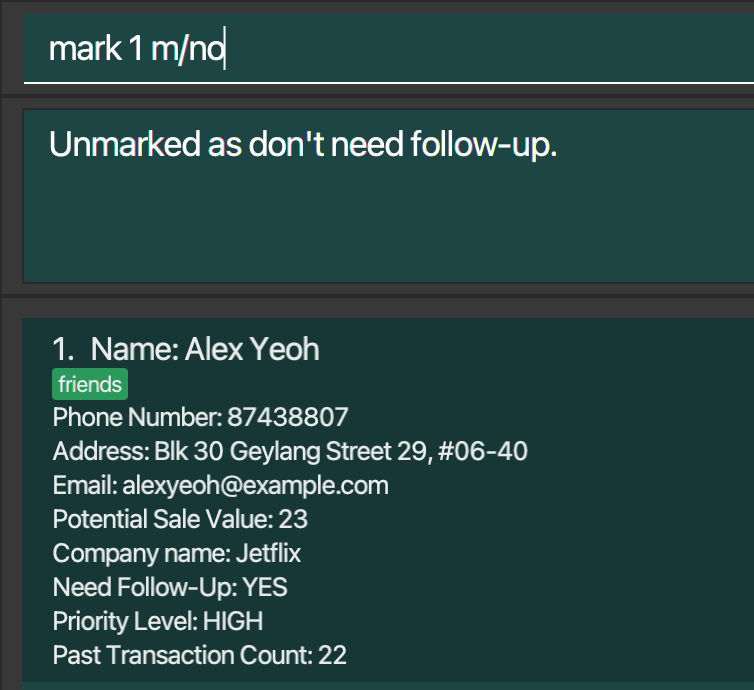 mark 1 m/no
Unmarked as don't need follow-up.
1. Name: Alex Yeoh
friends
Phone Number: 87438807
Address: Blk 30 Geylang Street 29, #06-40
Email: alexyeoh@example.com
Potential Sale Value: 23
Company name: Jetflix
Need Follow-Up: YES
Priority Level: HIGH
Past Transaction Count: 22